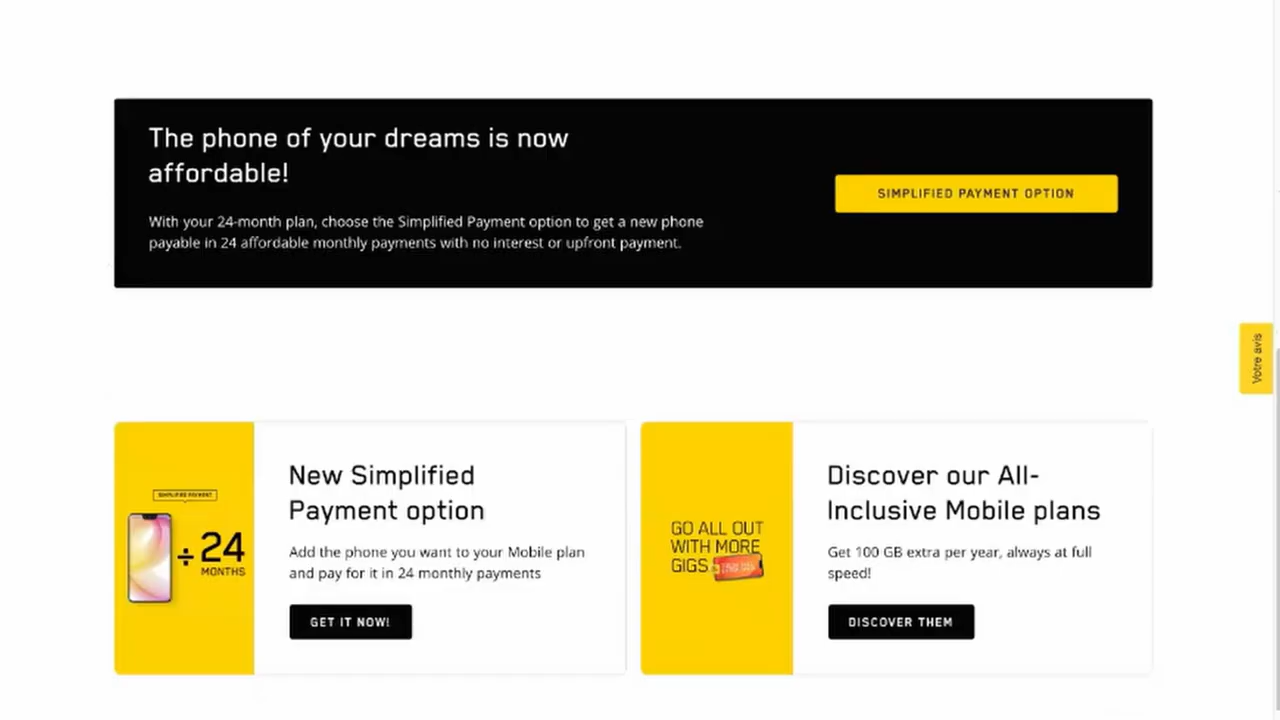 The phone of your dreams is now
affordable!
With your 24-month plan, choose the Simplified Payment option to get a new phone
payable in 24 affordable monthly payments with no interest or upfront payment.
SIMPLIFIED PAYMENT OPTION
Votre avis
SIMPLIFIED PAYMENT
÷ 24
MONTHS
New Simplified
Payment option
Add the phone you want to your Mobile plan
and pay for it in 24 monthly payments
GET IT NOW!
GO ALL OUT
WITH MORE
GIGS
Discover our All-
Inclusive Mobile plans
Get 100 GB extra per year, always at full
speed!
DISCOVER THEM